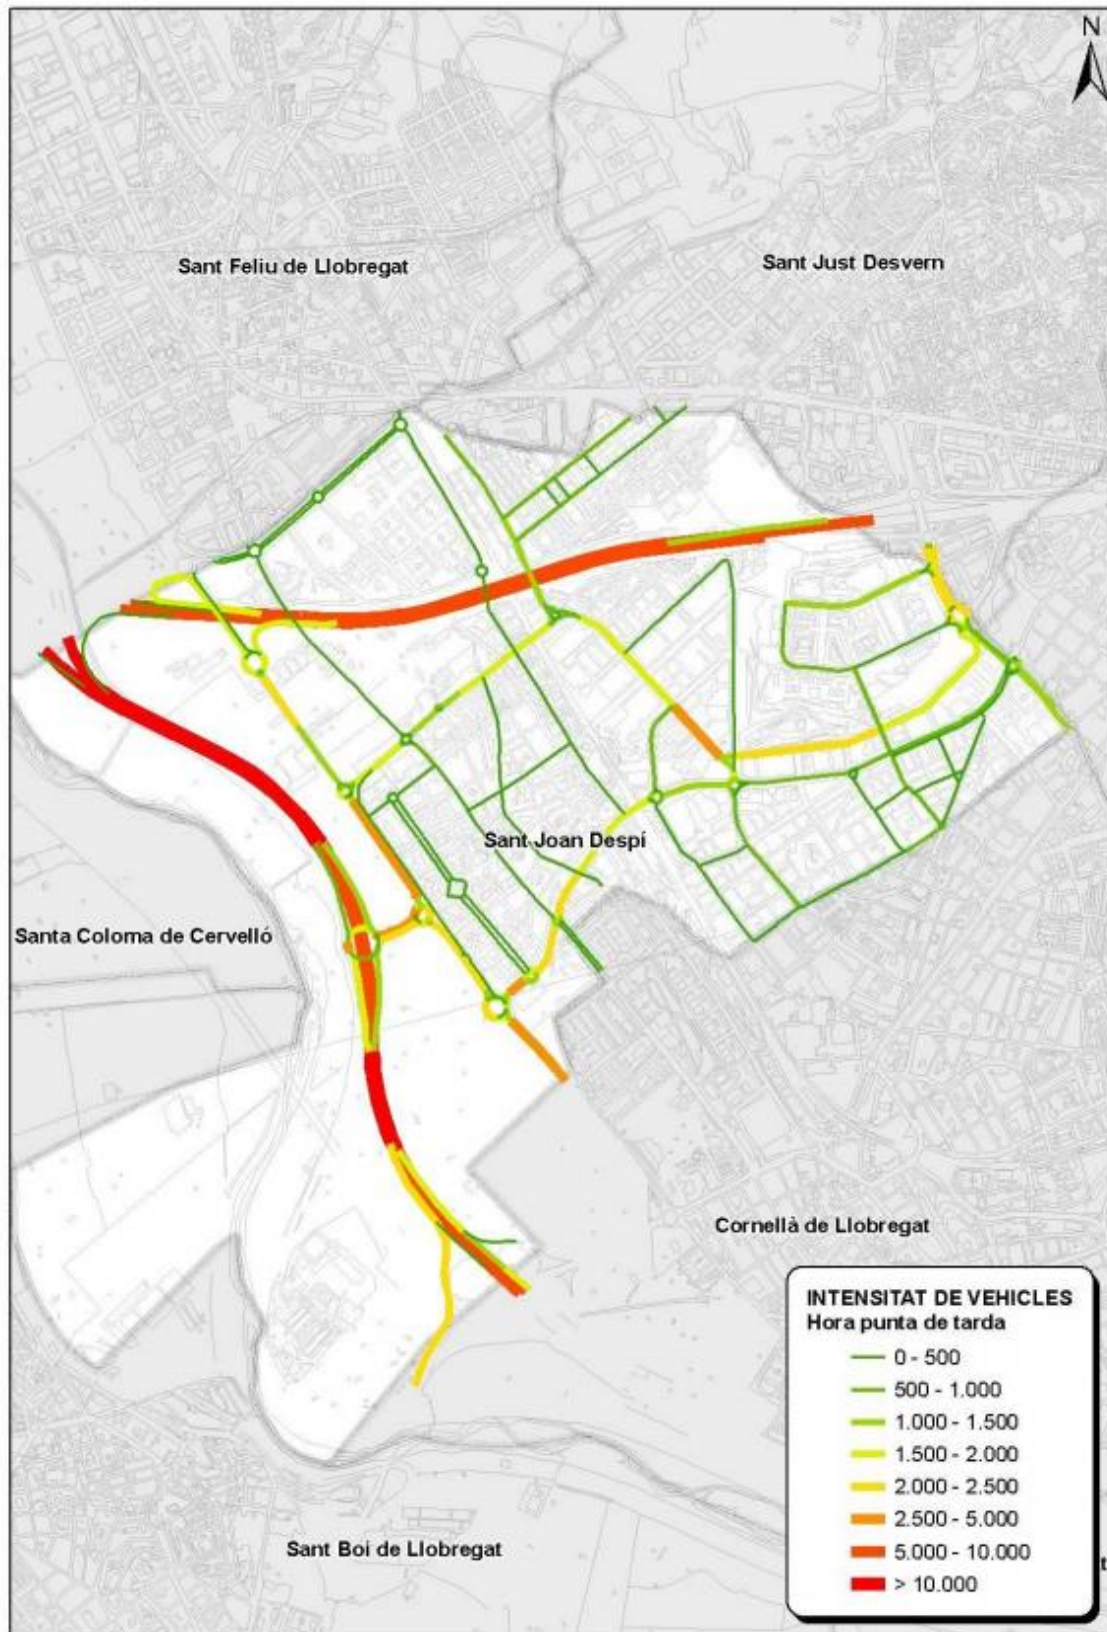 N
Sant Feliu de Llobregat
Sant Just Desvern
Sant Joan Despí
Santa Coloma de Cervelló
Cornellà de Llobregat
INTENSITAT DE VEHICLES
Hora punta de tarda
0 - 500
500 - 1.000
1.000 - 1.500
1.500 - 2.000
2.000 - 2.500
2.500 - 5.000
5.000 - 10.000
> 10.000
Sant Boi de Llobregat
t